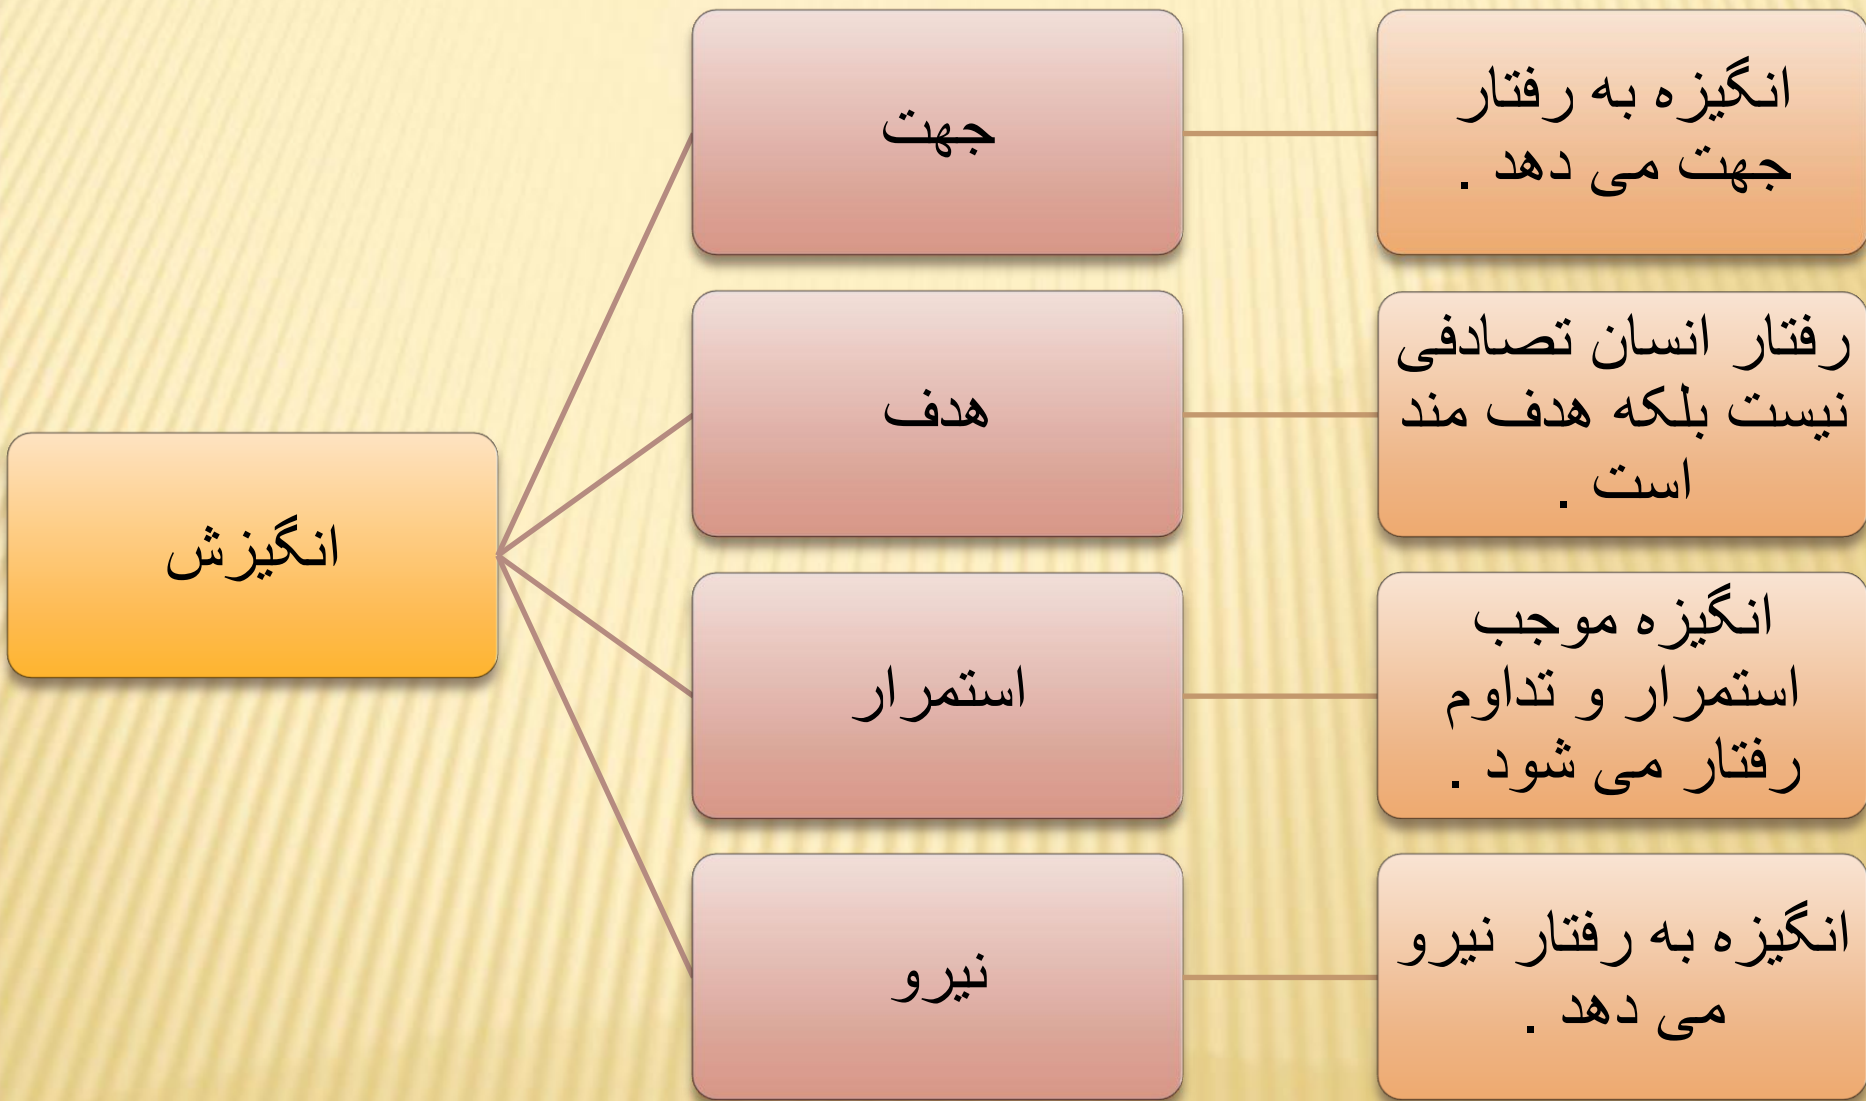 انگیزش
جهت
انگیزه به رفتار
جهت می دهد .
هدف
رفتار انسان تصادفی
نیست بلکه هدف مند
است .
استمرار
انگیزه موجب
استمرار و تداوم
رفتار می شود .
نیرو
انگیزه به رفتار نیرو
می دهد .